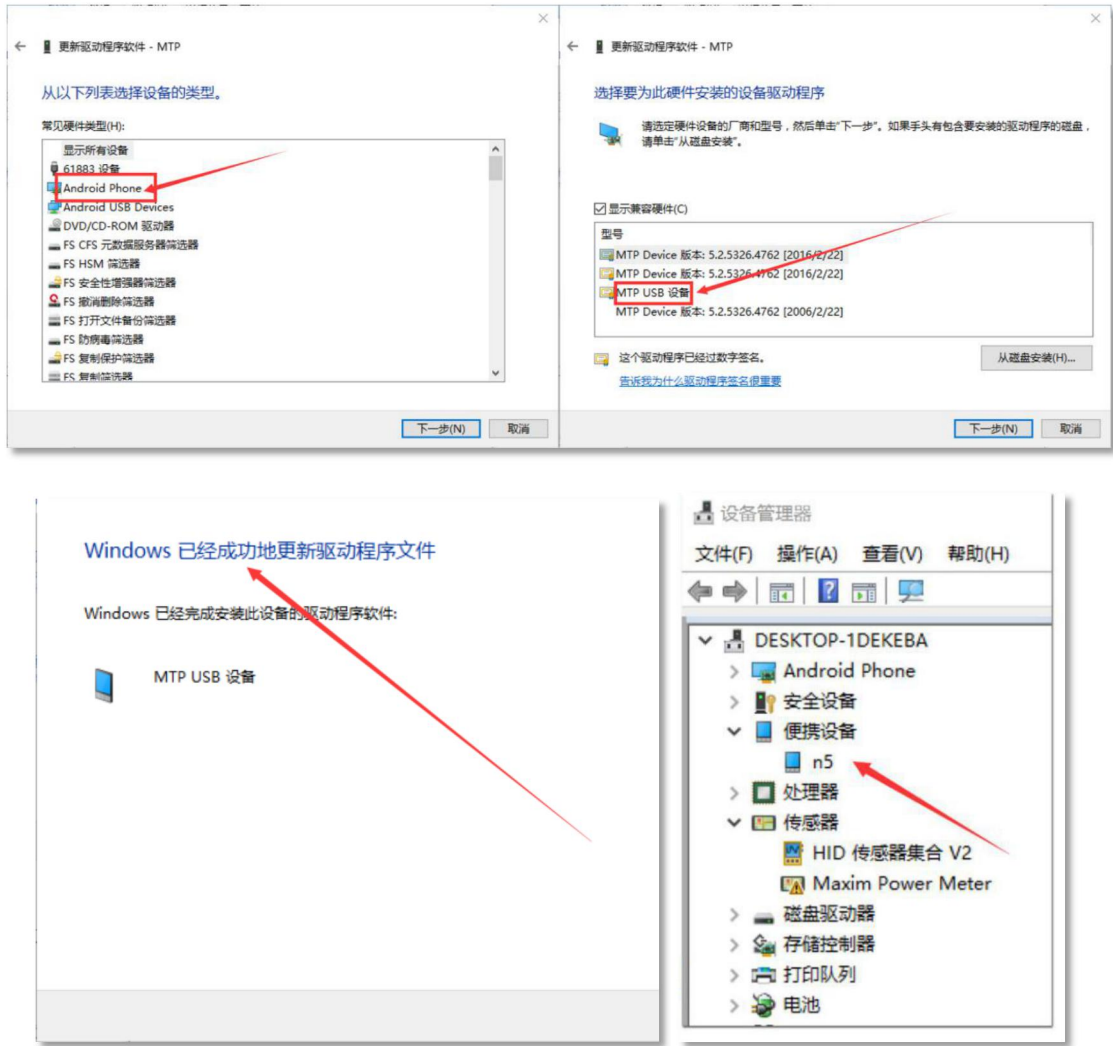 更新驱动程序软件 - MTP
从以下列表选择设备的类型。
常见硬件类型(H):
显示所有设备
61883 设备
Android Phone
Android USB Devices
DVD/CD-ROM 驱动器
FS CFS 元数据服务器筛选器
FS HSM 筛选器
FS 安全性增强器筛选器
FS 撤消删除筛选器
FS 打开文件备份筛选器
FS 防病毒筛选器
FS 复制保护筛选器
FS 复制筛选器
下一步(N)
取消
更新驱动程序软件 - MTP
选择要为此硬件安装的设备驱动程序
请选定硬件设备的厂商和型号，然后单击"下一步"。如果手头有包含要安装的驱动程序的磁盘，
请单击"从磁盘安装"。
显示兼容硬件(C)
型号
MTP Device 版本: 5.2.5326.4762 [2016/2/22]
MTP Device 版本: 5.2.5326.4762 [2016/2/22]
MTP USB 设备
MTP Device 版本: 5.2.5326.4762 [2006/2/22]
这个驱动程序已经过数字签名。
从磁盘安装(H)...
告诉我为什么驱动程序签名很重要
下一步(N)
取消
Windows 已经成功地更新驱动程序文件
Windows 已经完成安装此设备的驱动程序软件:
MTP USB 设备
设备管理器
文件(F) 操作(A) 查看(V) 帮助(H)
DESKTOP-1DEKEBA
Android Phone
安全设备
便携设备
n5
处理器
传感器
HID 传感器集合 V2
Maxim Power Meter
磁盘驱动器
存储控制器
打印队列
电池